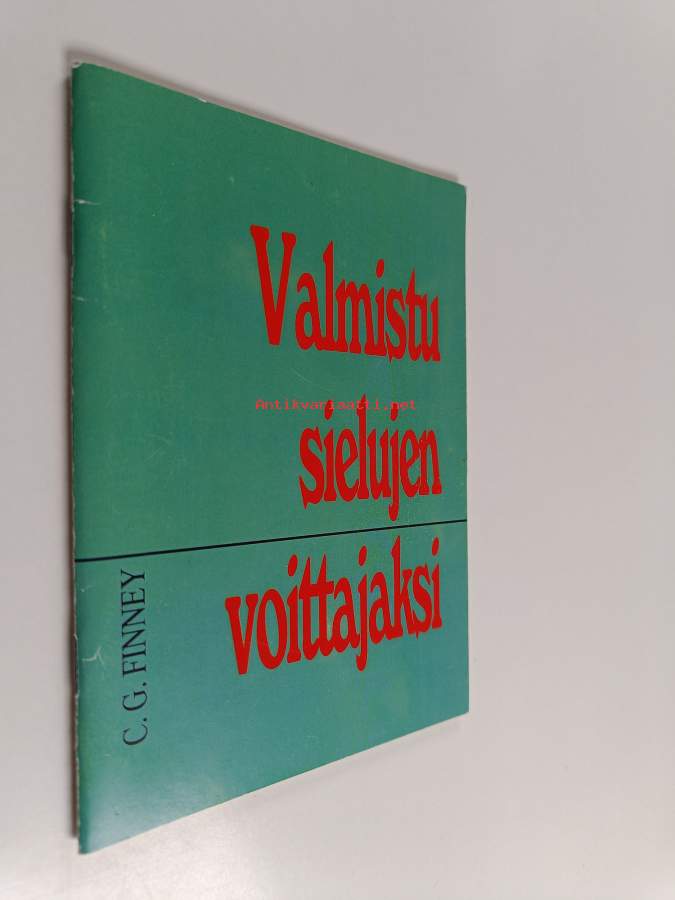 Valmistu
Antikvariaatti.net
sielujen
voittajaksi
C. G. FINNEY